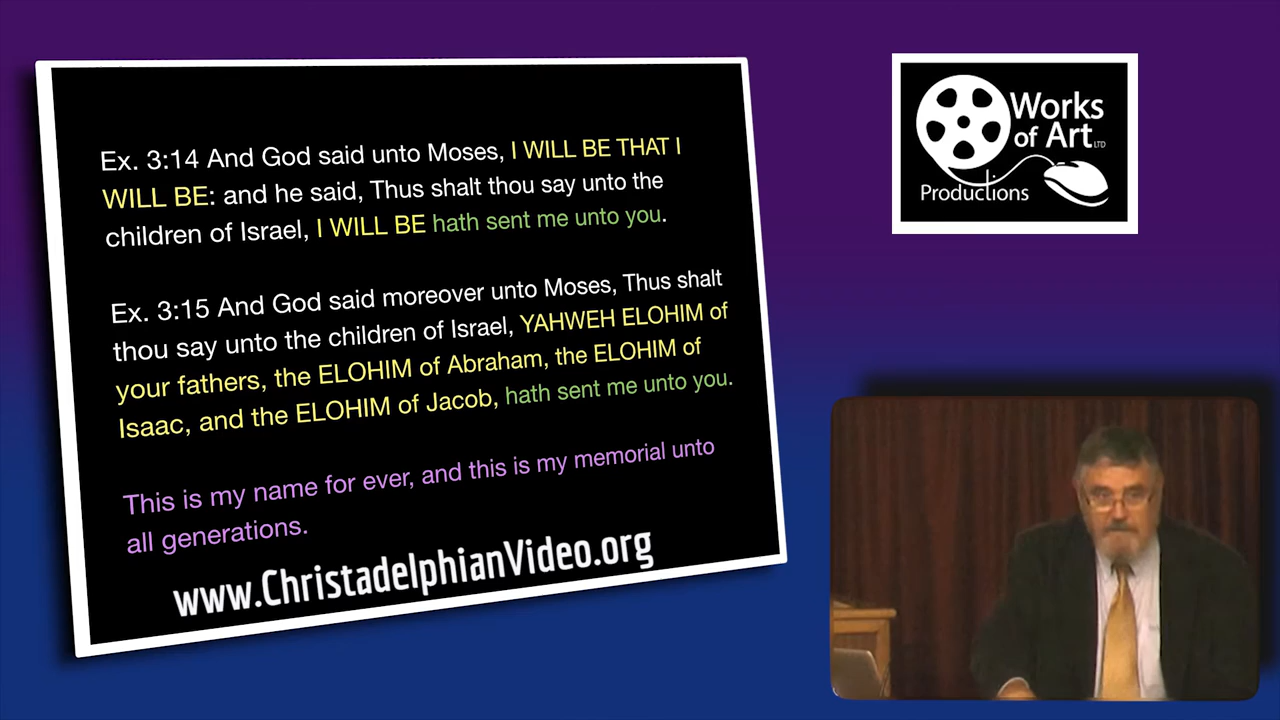 Ex. 3:14 And God said unto Moses, I WILL BE THAT I
WILL BE: and he said, Thus shalt thou say unto the
children of Israel, I WILL BE hath sent me unto you.
Ex. 3:15 And God said moreover unto Moses, Thus shalt
thou say unto the children of Israel, YAHWEH ELOHIM of
your fathers, the ELOHIM of Abraham, the ELOHIM of
Isaac, and the ELOHIM of Jacob, hath sent me unto you.
This is my name for ever, and this is my memorial unto
all generations.
www.ChristadelphianVideo.org
Works
of Art LTD
Productions